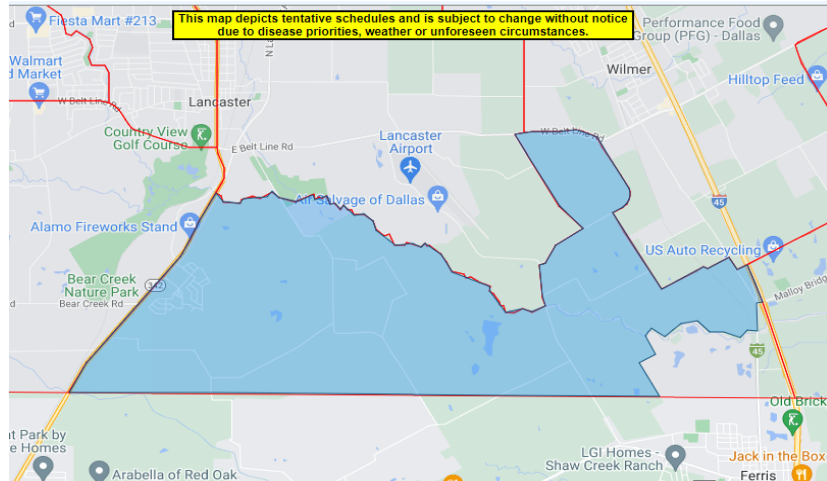 This map depicts tentative schedules and is subject to change without notice
due to disease priorities, weather or unforeseen circumstances.
Fiesta Mart #213
Performance Food
Group (PFG) - Dallas
Walmart
Market
Wilmer
Hilltop Feed
W Belt Line Rd
Lancaster
Country View
Golf Course
E Belt Line Rd
Lancaster
Airport
W Belt Line Rd
Air Salvage of Dallas
45
Alamo Fireworks Stand
US Auto Recycling
Bear Creek
Nature Park
342
Bear Creek Rd
Malloy Bridg
45
Old Brick
nt Park by
e Homes
Arabella of Red Oak
LGI Homes -
Shaw Creek Ranch
Jack in the Box
Ferris